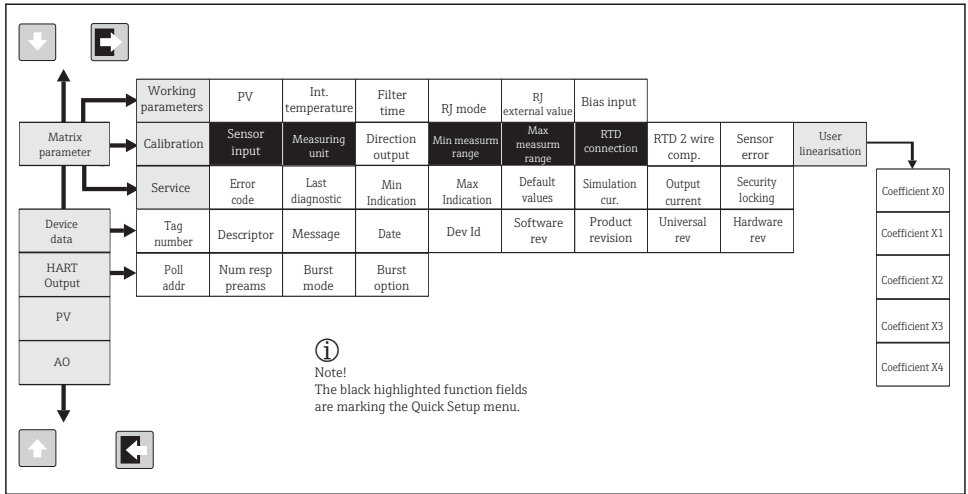 Working
parameters
PV
Int.
temperature
Filter
time
RJ mode
RJ
external value
Bias input
Matrix
parameter
Calibration
Sensor
input
Measuring
unit
Direction
output
Min measurm
range
Max
measurm
range
RTD
connection
RTD 2 wire
comp.
Sensor
error
User
linearisation
Service
Error
code
Last
diagnostic
Min
Indication
Max
Indication
Default
values
Simulation
cur.
Output
current
Security
locking
Coefficient X0
Device
data
Tag
number
Descriptor
Message
Date
Dev Id
Software
rev
Product
revision
Universal
rev
Hardware
rev
Coefficient X1
HART
Output
Poll
addr
Num resp
preams
Burst
mode
Burst
option
Coefficient X2
PV
Coefficient X3
AO
Coefficient X4
i
Note!
The black highlighted function fields
are marking the Quick Setup menu.